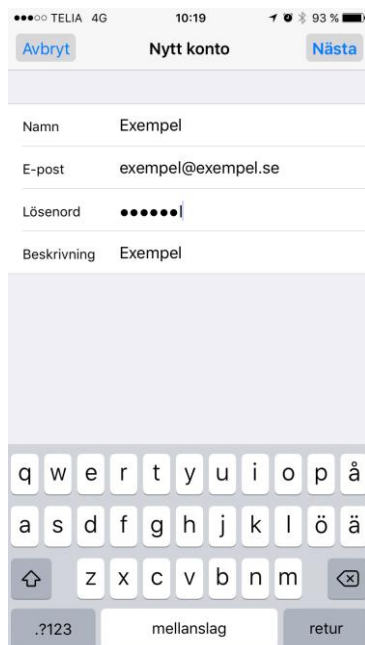 TELIA 4G 10:19 93 %
Avbryt Nytt konto Nästa
Namn Exempel
E-post exempel@exempel.se
Lösenord ●●●●●●
Beskrivning Exempel
q w e r t y u i o p å
a s d f g h j k l ö ä
z x c v b n m
.?123 mellanslag retur